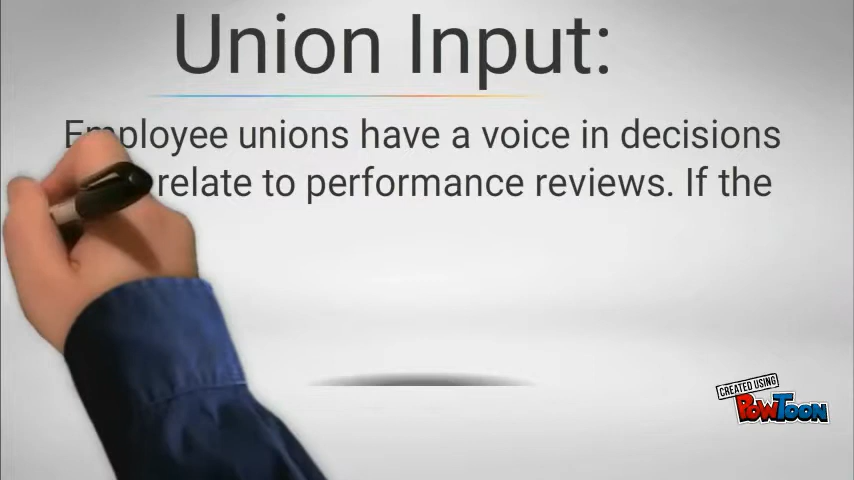 Union Input:
Employee unions have a voice in decisions
relate to performance reviews. If the
CREATED USING
POWTOON